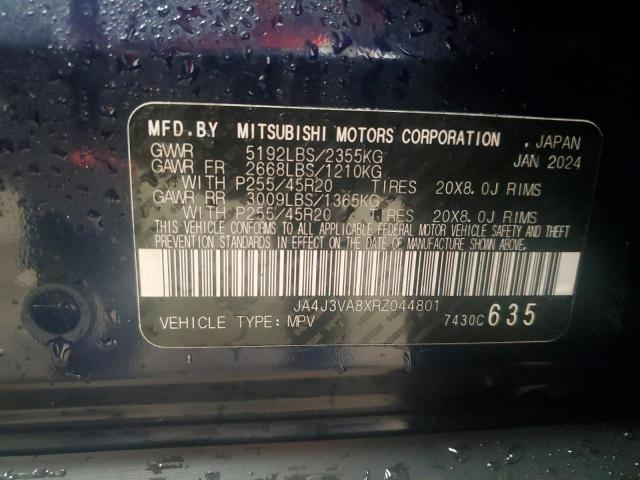 MFD.BY MITSUBISHI MOTORS CORPORATION . JAPAN
GVWR 5192LBS/2355KG JAN 2024
GAWR FR 2668LBS/1210KG
WITH P255/45R20 TIRES 20X8.0J RIMS
GAWR RR 3009LBS/1365KG
WITH P255/45R20 TIRES 20X8.0J RIMS
THIS VEHICLE CONFORMS TO ALL APPLICABLE FEDERAL MOTOR VEHICLE SAFETY AND THEFT
PREVENTION STANDARDS IN EFFECT ON THE DATE OF MANUFACTURE SHOWN ABOVE.
JA4J3VA8XRZ044801
VEHICLE TYPE: MPV 7430C 635